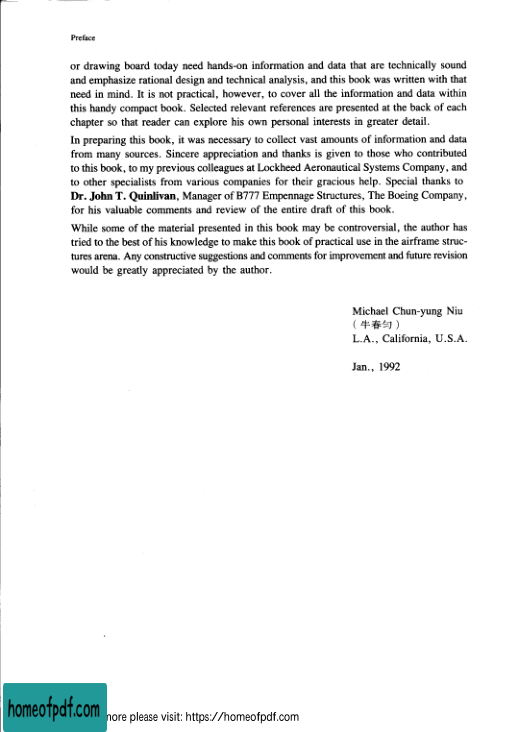 Preface
or drawing board today need hands-on information and data that are technically sound
and emphasize rational design and technical analysis, and this book was written with that
need in mind. It is not practical, however, to cover all the information and data within
this handy compact book. Selected relevant references are presented at the back of each
chapter so that reader can explore his own personal interests in greater detail.
In preparing this book, it was necessary to collect vast amounts of information and data
from many sources. Sincere appreciation and thanks is given to those who contributed
to this book, to my previous colleagues at Lockheed Aeronautical Systems Company, and
to other specialists from various companies for their gracious help. Special thanks to
Dr. John T. Quinlivan, Manager of B777 Empennage Structures, The Boeing Company,
for his valuable comments and review of the entire draft of this book.
While some of the material presented in this book may be controversial, the author has
tried to the best of his knowledge to make this book of practical use in the airframe struc-
tures arena. Any constructive suggestions and comments for improvement and future revision
would be greatly appreciated by the author.
Michael Chun-yung Niu
(牛春匀)
L.A., California, U.S.A.
Jan., 1992
homeofpdf.com
more please visit: https://homeofpdf.com